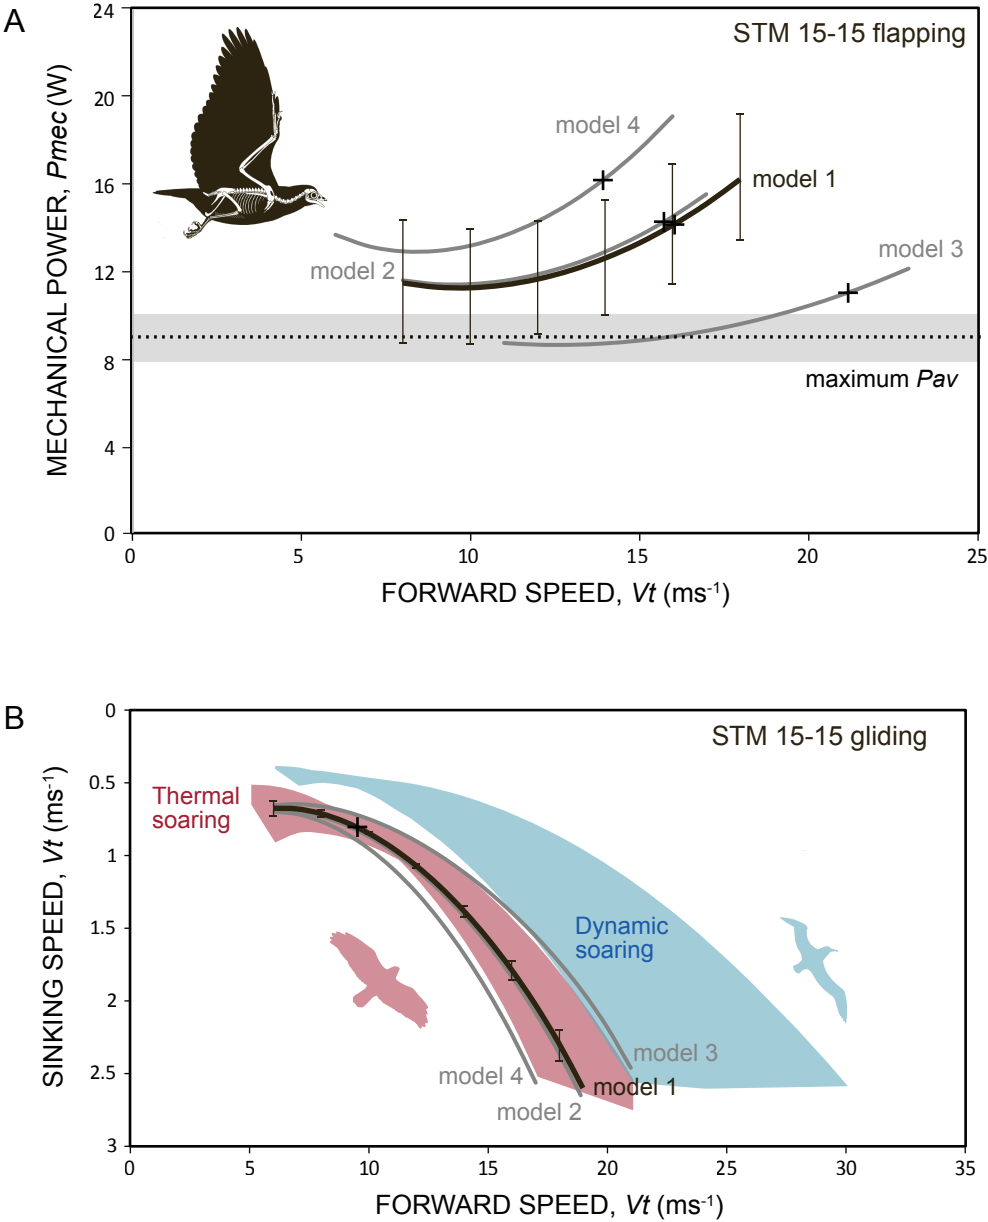 A
STM 15-15 flapping
MECHANICAL POWER, Pmec (W)
24
20
16
12
8
4
0
model 4
model 1
model 2
model 3
maximum Pav
0 5 10 15 20 25
FORWARD SPEED, Vt (ms⁻¹)
B
STM 15-15 gliding
SINKING SPEED, Vt (ms⁻¹)
0
0.5
1
1.5
2
2.5
3
Thermal
soaring
Dynamic
soaring
model 3
model 4
model 1
model 2
0 5 10 15 20 25 30 35
FORWARD SPEED, Vt (ms⁻¹)